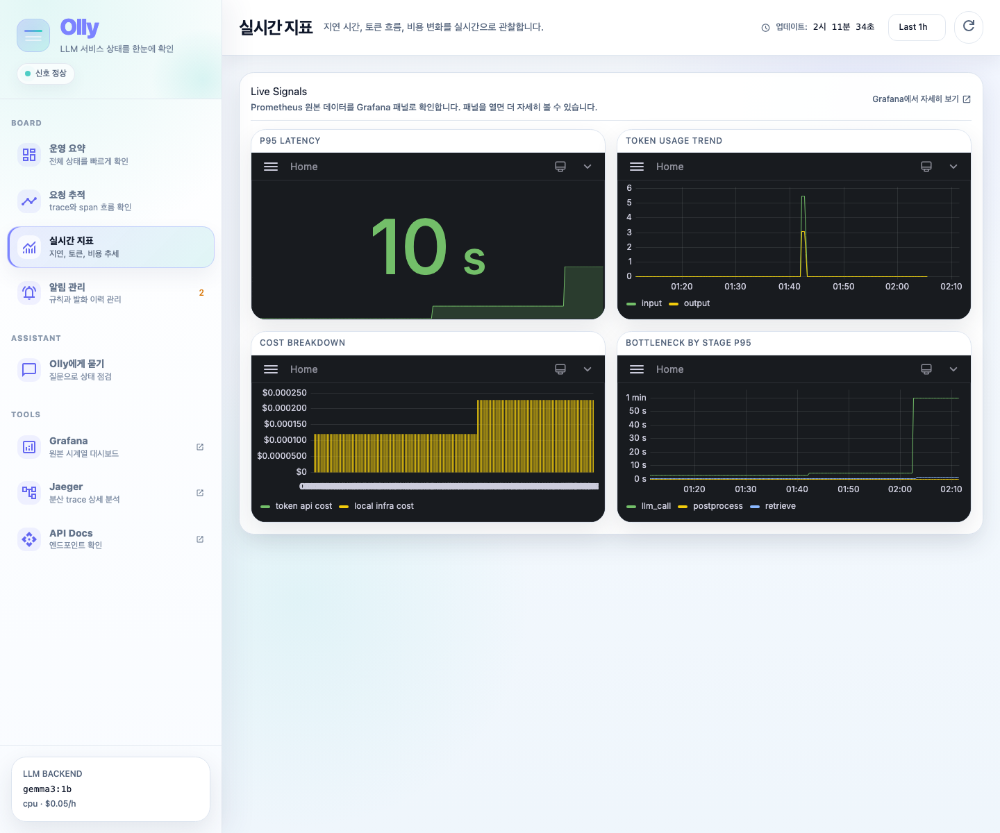 Olly
LLM 서비스 상태를 한눈에 확인
신호 정상
BOARD
운영 요약
전체 상태를 빠르게 확인
요청 추적
trace와 span 흐름 확인
실시간 지표
지연, 토큰, 비용 추세
알림 관리
규칙과 발화 이력 관리
2
ASSISTANT
Olly에게 묻기
질문으로 상태 점검
TOOLS
Grafana
원본 시계열 대시보드
Jaeger
분산 trace 상세 분석
API Docs
엔드포인트 확인
LLM BACKEND
gemma3:1b
cpu · $0.05/h
실시간 지표
지연 시간, 토큰 흐름, 비용 변화를 실시간으로 관찰합니다.
업데이트: 2시 11분 34초
Last 1h
Live Signals
Prometheus 원본 데이터를 Grafana 패널로 확인합니다. 패널을 열면 더 자세히 볼 수 있습니다.
Grafana에서 자세히 보기
P95 LATENCY
Home
10 s
TOKEN USAGE TREND
Home
6
5
4
3
2
1
0
01:20 01:30 01:40 01:50 02:00 02:10
input output
COST BREAKDOWN
Home
$0.000250
$0.000200
$0.000150
$0.000100
$0.0000500
$0
token api cost local infra cost
BOTTLENECK BY STAGE P95
Home
1 min
50 s
40 s
30 s
20 s
10 s
0 s
01:20 01:30 01:40 01:50 02:00 02:10
llm_call postprocess retrieve